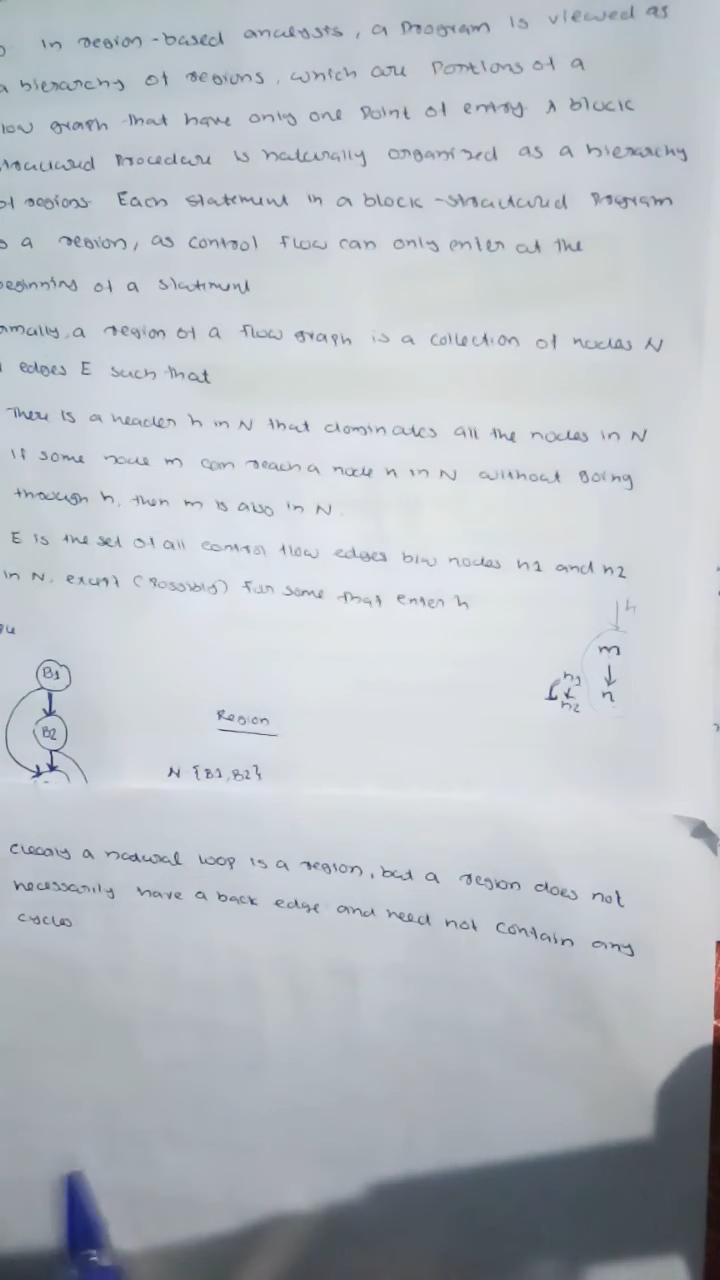 In region-based analysis, a program is viewed as
a hierarchy of regions, which are portions of a
low graph that have only one point of entry A block
Procedure is naturally organized as a hierarchy
of regions. Each statement in a block-structured Program
s a region, as control flow can only enter at the
beginning of a statment
rmally, a region of a flow graph is a collection of nodes N
edges E such that
There is a header h in N that dominates all the nodes in N
If some node m can reach a node n in N without going
through h, then m is also in N.
E is the set of all control flow edges b/w nodes n1 and n2
in N. except (Possibly) for some that enter h
h
m
n
n1
n2
B1
B2
Region
N {B1,B2}
clearly a natural loop is a region, but a region does not
necessarily have a back edge and need not contain any
cycles